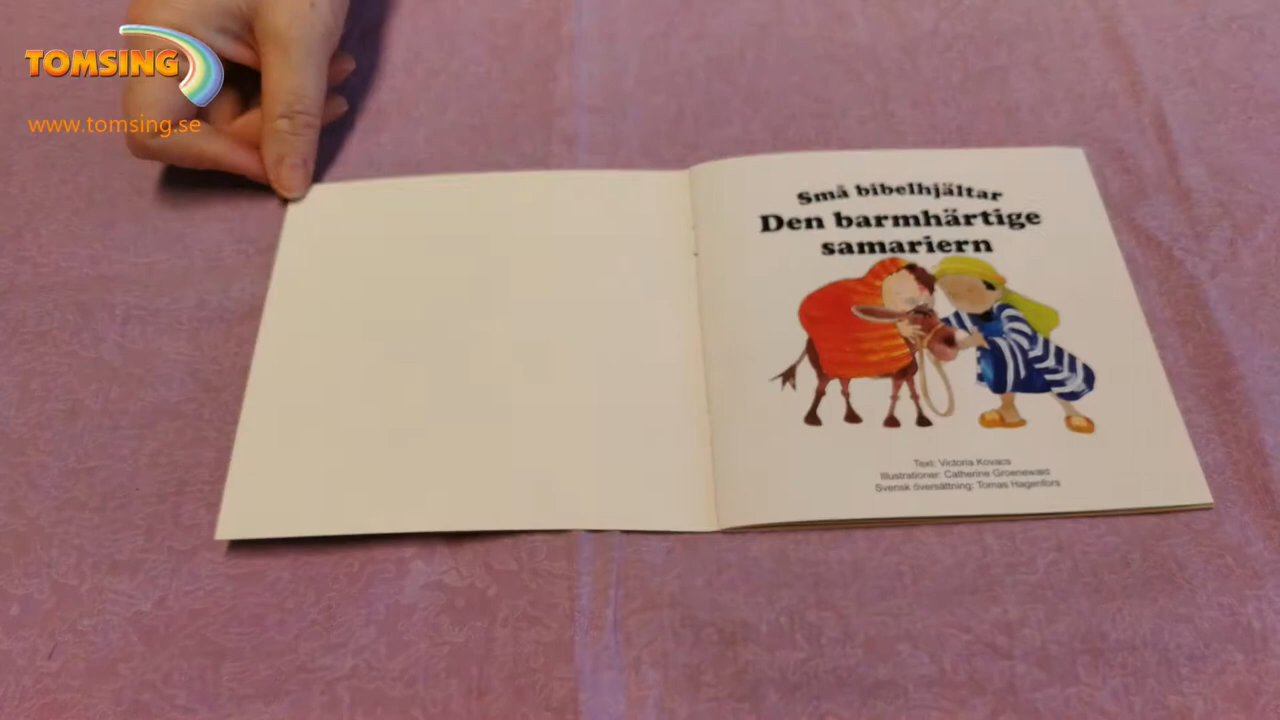 TOMSING
www.tomsing.se
Små bibelhjältar
Den barmhärtige
samariern
Text: Victoria Kovacs
Illustrationer: Catherine Groenewald
Svensk översättning: Tomas Hagenfors